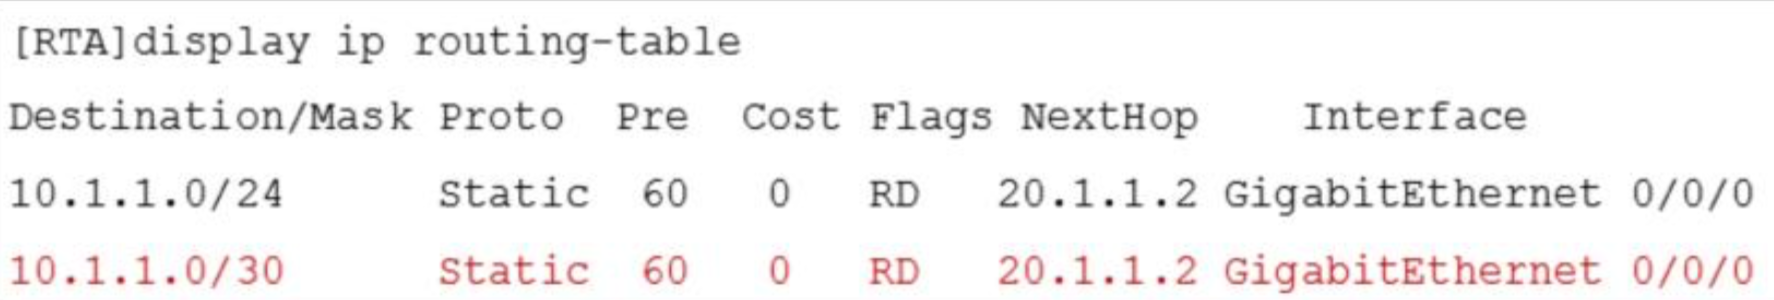 [RTA]display ip routing-table
Destination/Mask Proto Pre Cost Flags NextHop Interface
10.1.1.0/24 Static 60 0 RD 20.1.1.2 GigabitEthernet 0/0/0
10.1.1.0/30 Static 60 0 RD 20.1.1.2 GigabitEthernet 0/0/0